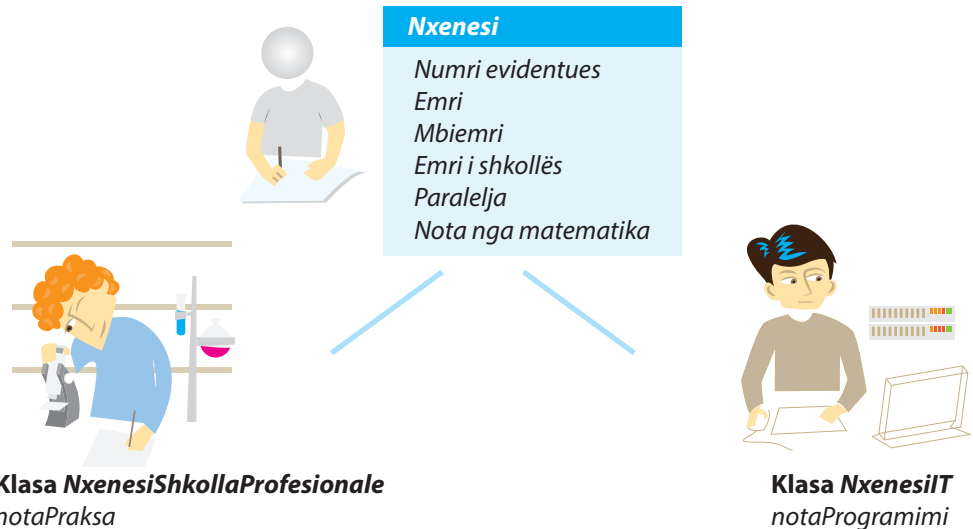 Nxenesi
Numri evidentues
Emri
Mbiemri
Emri i shkollës
Paralelja
Nota nga matematika
Klasa NxenesiShkollaProfesionale
notaPraksa
Klasa NxenesiIT
notaProgramimi